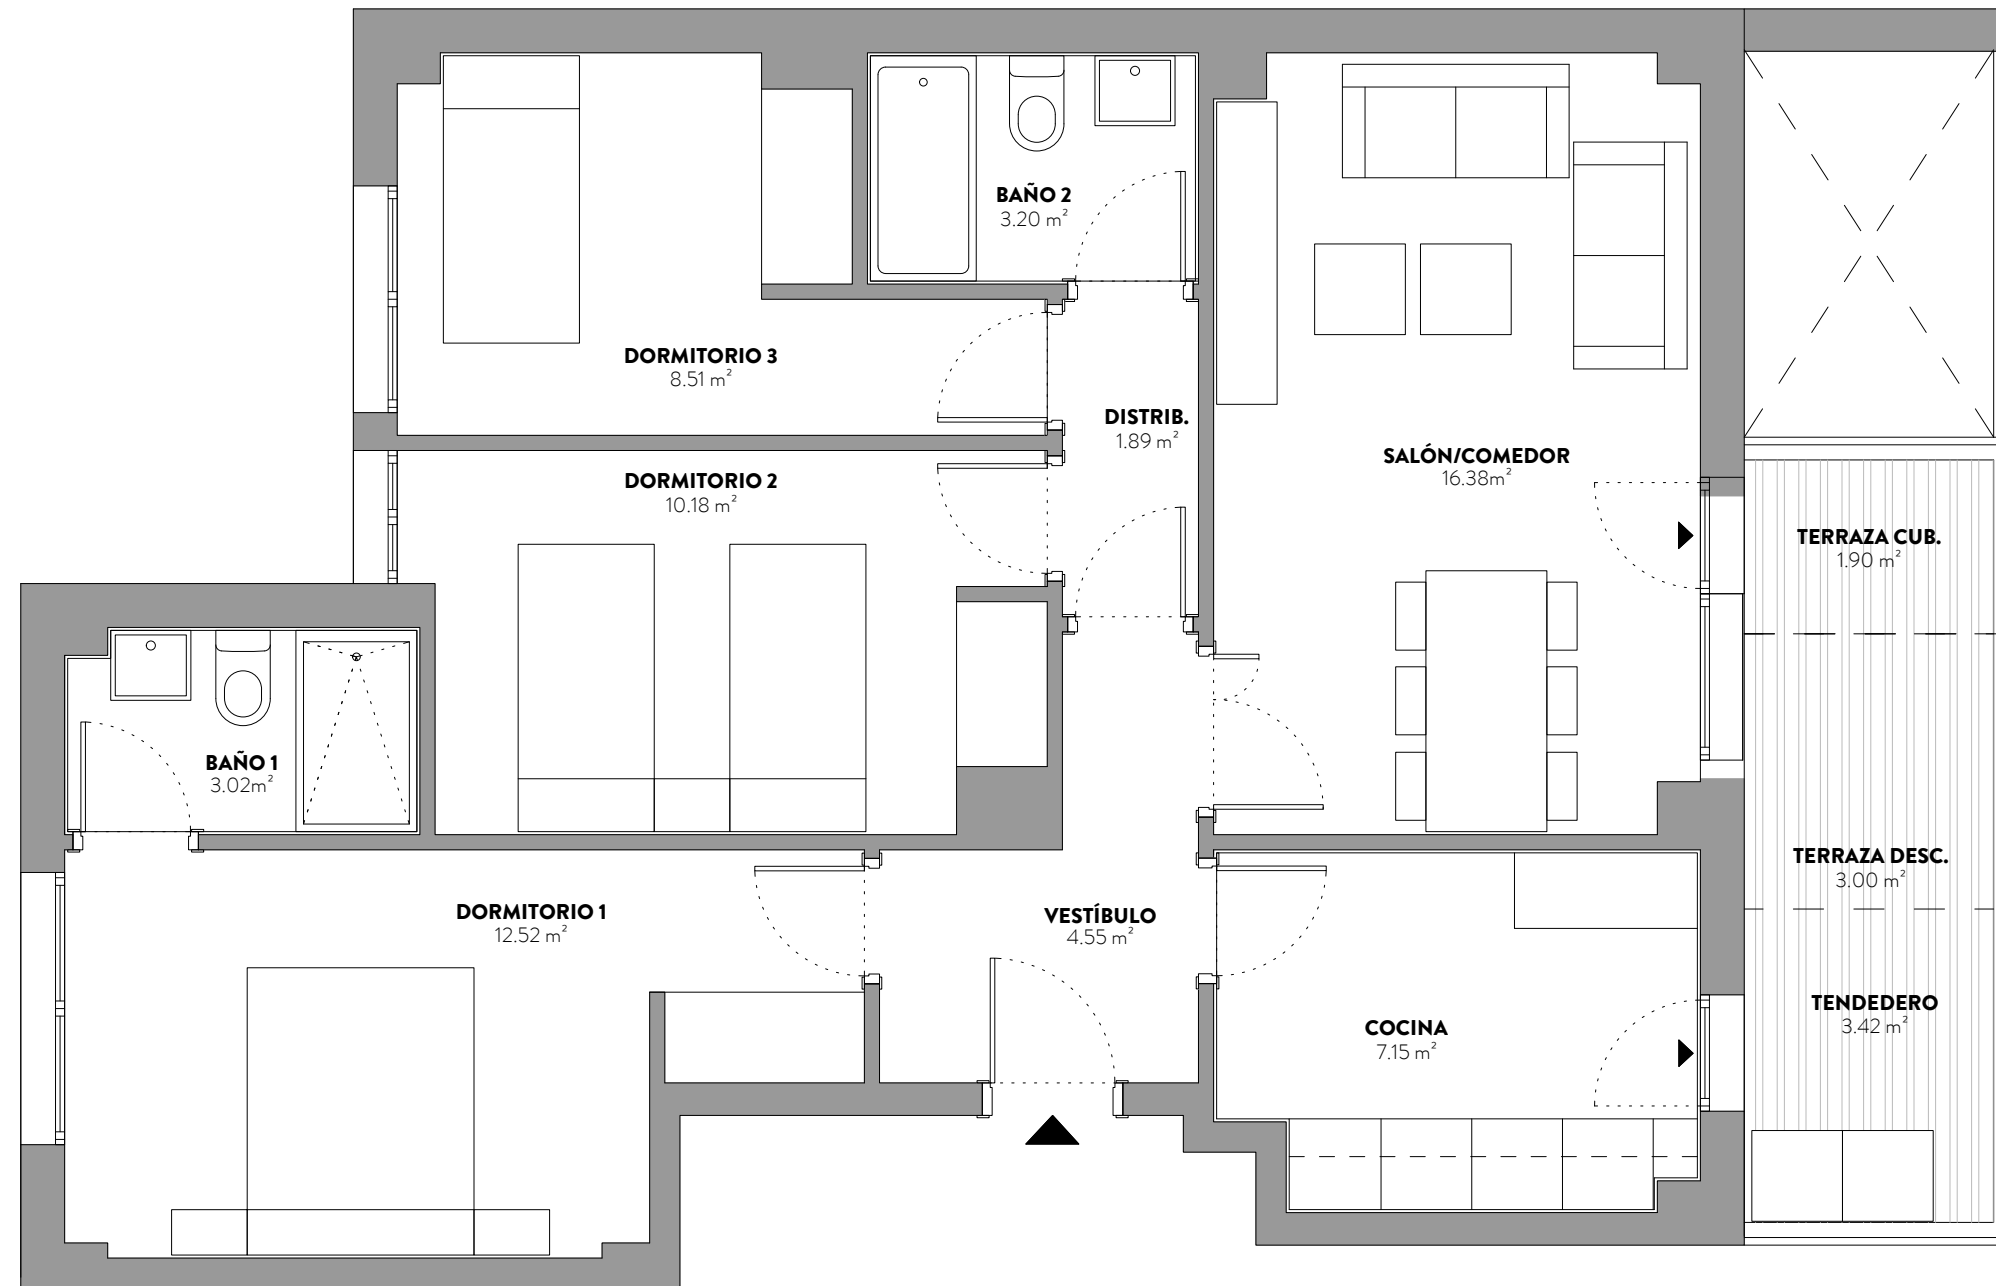 BAÑO 2
3.20 m²
DORMITORIO 3
8.51 m²
DISTRIB.
1.89 m²
SALÓN/COMEDOR
16.38m²
DORMITORIO 2
10.18 m²
TERRAZA CUB.
1.90 m²
BAÑO 1
3.02m²
TERRAZA DESC.
3.00 m²
DORMITORIO 1
12.52 m²
VESTÍBULO
4.55 m²
TENDEDERO
3.42 m²
COCINA
7.15 m²